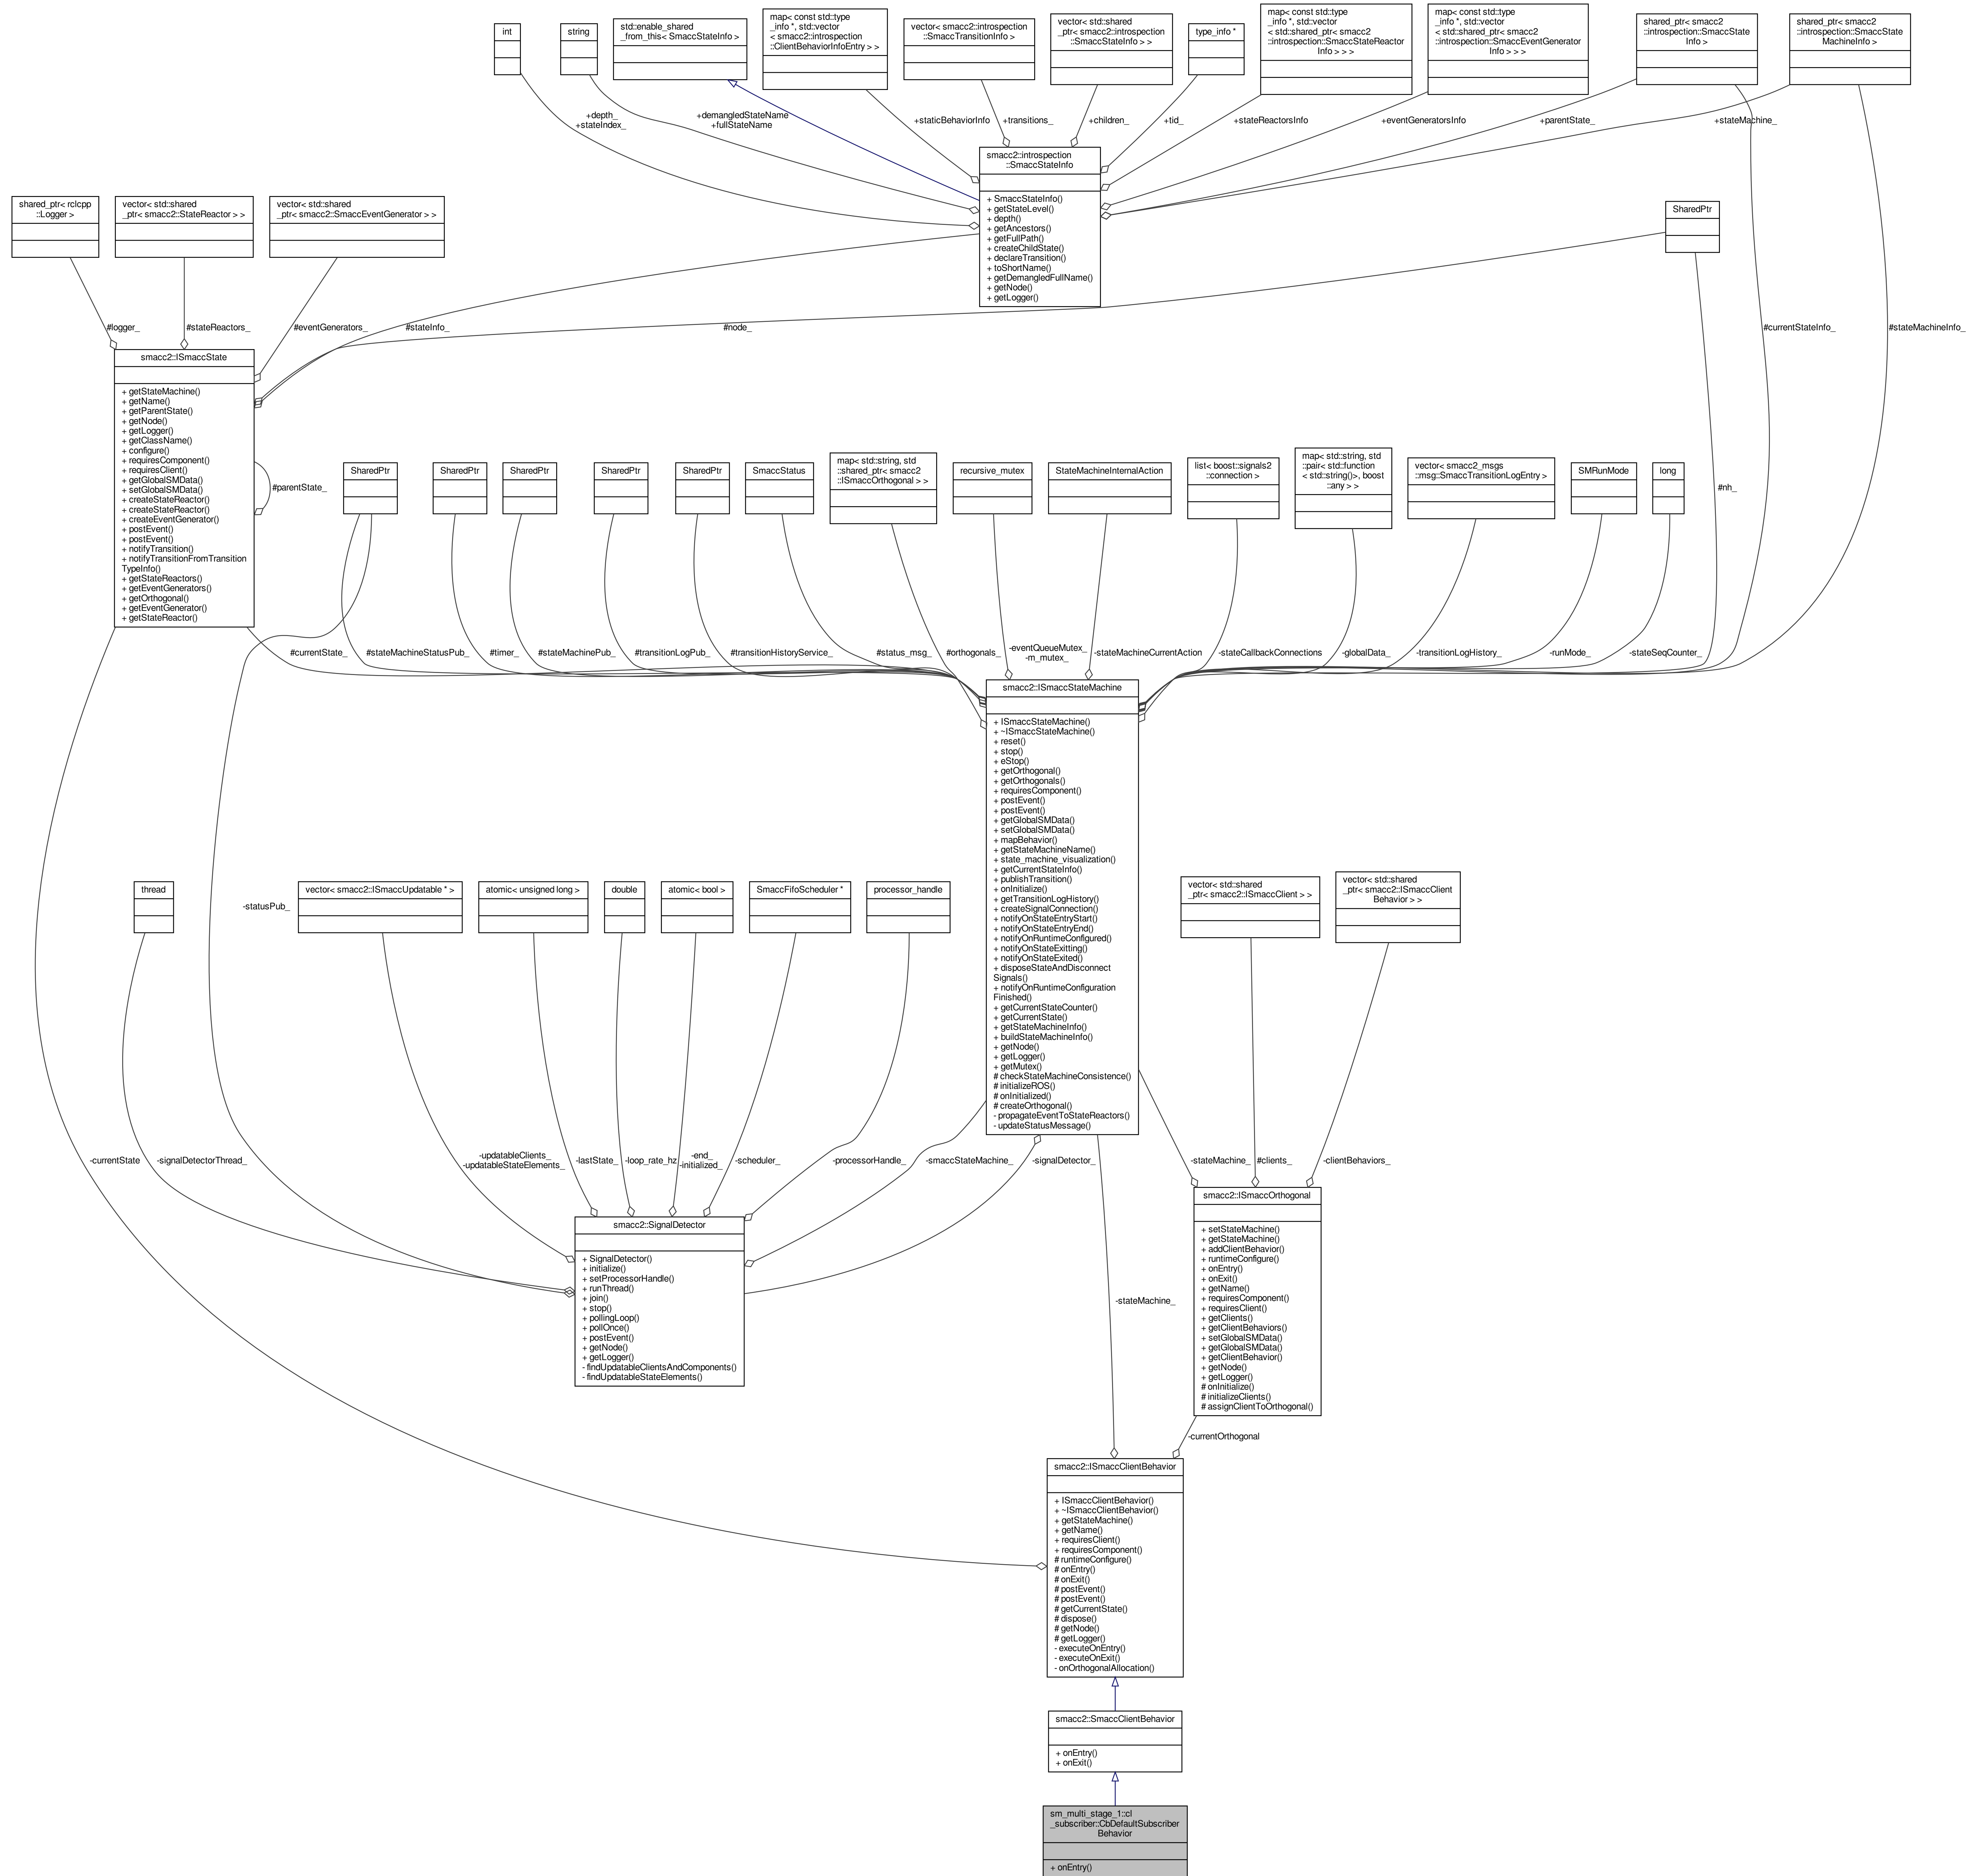 int
string
std::enable_shared
_from_this< SmaccStateInfo >
map< const std::type
_info *, std::vector
< smacc2::introspection
::ClientBehaviorInfoEntry > >
vector< smacc2::introspection
::SmaccTransitionInfo >
vector< std::shared
_ptr< smacc2::introspection
::SmaccStateInfo > >
type_info *
map< const std::type
_info *, std::vector
< std::shared_ptr< smacc2
::introspection::SmaccStateReactor
Info > > >
map< const std::type
_info *, std::vector
< std::shared_ptr< smacc2
::introspection::SmaccEventGenerator
Info > > >
shared_ptr< smacc2
::introspection::SmaccState
Info >
shared_ptr< smacc2
::introspection::SmaccState
MachineInfo >
+depth_
+stateIndex_
+demangledStateName
+fullStateName
+staticBehaviorInfo
+transitions_
+children_
+tid_
+stateReactorsInfo
+eventGeneratorsInfo
+parentState_
+stateMachine_
smacc2::introspection
::SmaccStateInfo
+ SmaccStateInfo()
+ getStateLevel()
+ depth()
+ getAncestors()
+ getFullPath()
+ createChildState()
+ declareTransition()
+ toShortName()
+ getDemangledFullName()
+ getNode()
+ getLogger()
shared_ptr< rclcpp
::Logger >
vector< std::shared
_ptr< smacc2::StateReactor > >
vector< std::shared
_ptr< smacc2::SmaccEventGenerator > >
SharedPtr
#logger_
#stateReactors_
#eventGenerators_
#stateInfo_
#node_
#currentStateInfo_
#stateMachineInfo_
smacc2::ISmaccState
+ getStateMachine()
+ getName()
+ getParentState()
+ getNode()
+ getLogger()
+ getClassName()
+ configure()
+ requiresComponent()
+ requiresClient()
+ getGlobalSMData()
+ setGlobalSMData()
+ createStateReactor()
+ createStateReactor()
+ createEventGenerator()
+ postEvent()
+ postEvent()
+ notifyTransition()
+ notifyTransitionFromTransition
TypeInfo()
+ getStateReactors()
+ getEventGenerators()
+ getOrthogonal()
+ getEventGenerator()
+ getStateReactor()
#parentState_
SharedPtr
SharedPtr
SharedPtr
SharedPtr
SharedPtr
SmaccStatus
map< std::string, std
::shared_ptr< smacc2
::ISmaccOrthogonal > >
recursive_mutex
StateMachineInternalAction
list< boost::signals2
::connection >
map< std::string, std
::pair< std::function
< std::string()>, boost
::any > >
vector< smacc2_msgs
::msg::SmaccTransitionLogEntry >
SMRunMode
long
#nh_
#currentState_
#stateMachineStatusPub_
#timer_
#stateMachinePub_
#transitionLogPub_
#transitionHistoryService_
#status_msg_
#orthogonals_
-eventQueueMutex_
-m_mutex_
-stateMachineCurrentAction
-stateCallbackConnections
-globalData_
-transitionLogHistory_
-runMode_
-stateSeqCounter_
smacc2::ISmaccStateMachine
+ ISmaccStateMachine()
+ ~ISmaccStateMachine()
+ reset()
+ stop()
+ eStop()
+ getOrthogonal()
+ getOrthogonals()
+ requiresComponent()
+ postEvent()
+ postEvent()
+ getGlobalSMData()
+ setGlobalSMData()
+ mapBehavior()
+ getStateMachineName()
+ state_machine_visualization()
+ getCurrentStateInfo()
+ publishTransition()
+ onInitialize()
+ getTransitionLogHistory()
+ createSignalConnection()
+ notifyOnStateEntryStart()
+ notifyOnStateEntryEnd()
+ notifyOnRuntimeConfigured()
+ notifyOnStateExitting()
+ notifyOnStateExited()
+ disposeStateAndDisconnect
Signals()
+ notifyOnRuntimeConfiguration
Finished()
+ getCurrentStateCounter()
+ getCurrentState()
+ getStateMachineInfo()
+ buildStateMachineInfo()
+ getNode()
+ getLogger()
+ getMutex()
# checkStateMachineConsistence()
# initializeROS()
# onInitialized()
# createOrthogonal()
- propagateEventToStateReactors()
- updateStatusMessage()
thread
-statusPub_
vector< smacc2::ISmaccUpdatable * >
atomic< unsigned long >
double
atomic< bool >
SmaccFifoScheduler *
processor_handle
vector< std::shared
_ptr< smacc2::ISmaccClient > >
vector< std::shared
_ptr< smacc2::ISmaccClient
Behavior > >
-currentState
-signalDetectorThread_
-updatableClients_
-updatableStateElements_
-lastState_
-loop_rate_hz
-end_
-initialized_
-scheduler_
-processorHandle_
-smaccStateMachine_
-signalDetector_
-stateMachine_
#clients_
-clientBehaviors_
smacc2::SignalDetector
+ SignalDetector()
+ initialize()
+ setProcessorHandle()
+ runThread()
+ join()
+ stop()
+ pollingLoop()
+ pollOnce()
+ postEvent()
+ getNode()
+ getLogger()
- findUpdatableClientsAndComponents()
- findUpdatableStateElements()
-stateMachine_
smacc2::ISmaccOrthogonal
+ setStateMachine()
+ getStateMachine()
+ addClientBehavior()
+ runtimeConfigure()
+ onEntry()
+ onExit()
+ getName()
+ requiresComponent()
+ requiresClient()
+ getClients()
+ getClientBehaviors()
+ setGlobalSMData()
+ getGlobalSMData()
+ getClientBehavior()
+ getNode()
+ getLogger()
# onInitialize()
# initializeClients()
# assignClientToOrthogonal()
-currentOrthogonal
smacc2::ISmaccClientBehavior
+ ISmaccClientBehavior()
+ ~ISmaccClientBehavior()
+ getStateMachine()
+ getName()
+ requiresClient()
+ requiresComponent()
# runtimeConfigure()
# onEntry()
# onExit()
# postEvent()
# postEvent()
# getCurrentState()
# dispose()
# getNode()
# getLogger()
- executeOnEntry()
- executeOnExit()
- onOrthogonalAllocation()
smacc2::SmaccClientBehavior
+ onEntry()
+ onExit()
sm_multi_stage_1::cl
_subscriber::CbDefaultSubscriber
Behavior
+ onEntry()